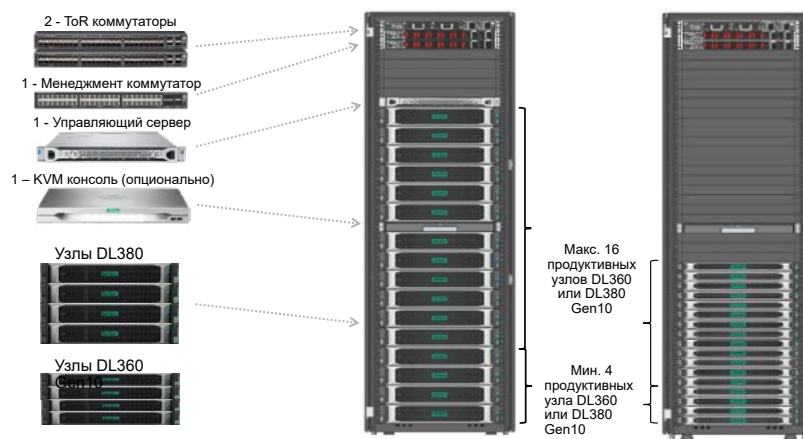 2 - ToR коммутаторы
1 - Менеджмент коммутатор
1 - Управляющий сервер
1 – KVM консоль (опционально)
Узлы DL380
Узлы DL360
Gen10
Макс. 16
продуктивных
узлов DL360
или DL380
Gen10
Мин. 4
продуктивных
узла DL360
или DL380
Gen10